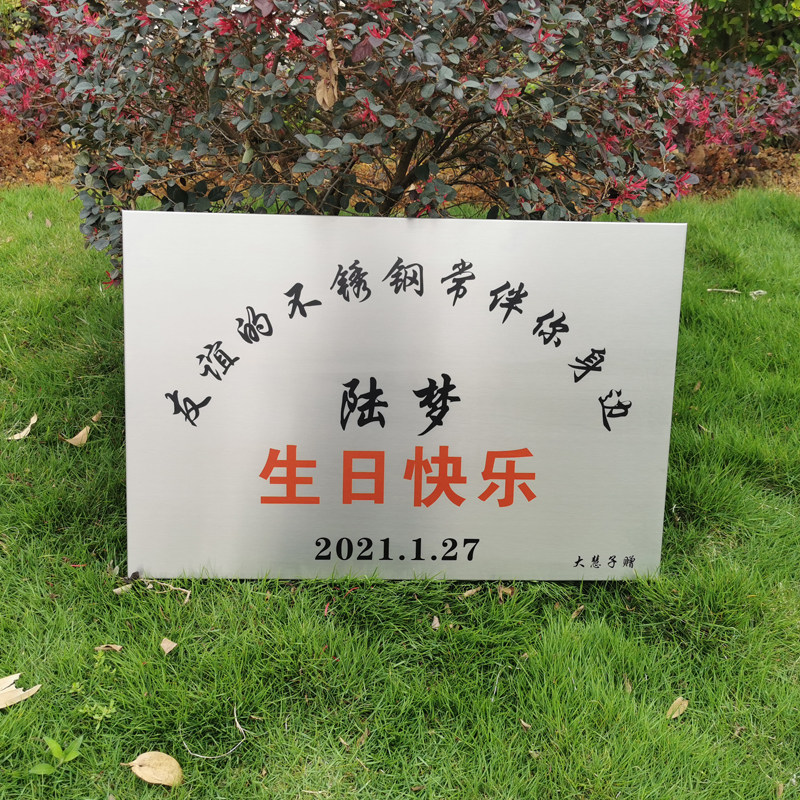 友谊的不锈钢常伴你身边
陆梦
生日快乐
2021.1.27
大慧子赠